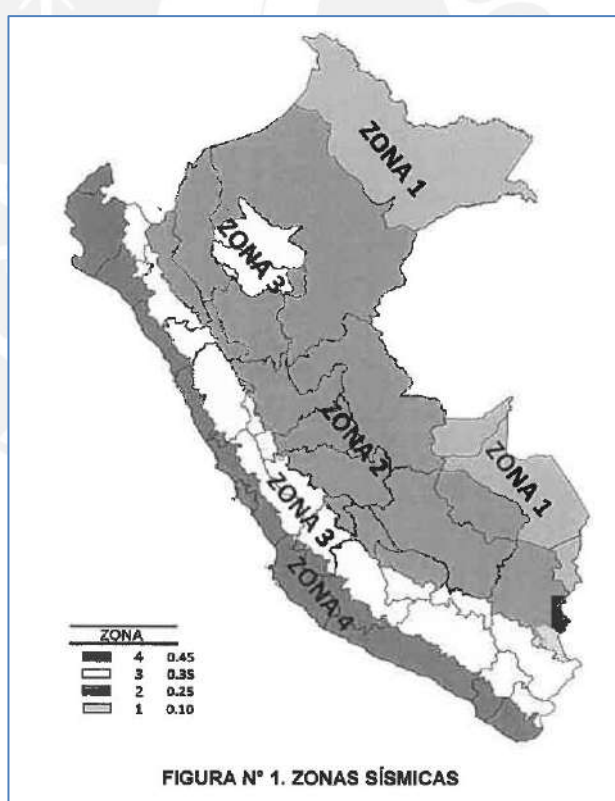 ZONA 1
ZONA 3
ZONA 2
ZONA 1
ZONA 3
ZONA 4
ZONA
4 0.45
3 0.35
2 0.25
1 0.10
FIGURA N° 1. ZONAS SÍSMICAS